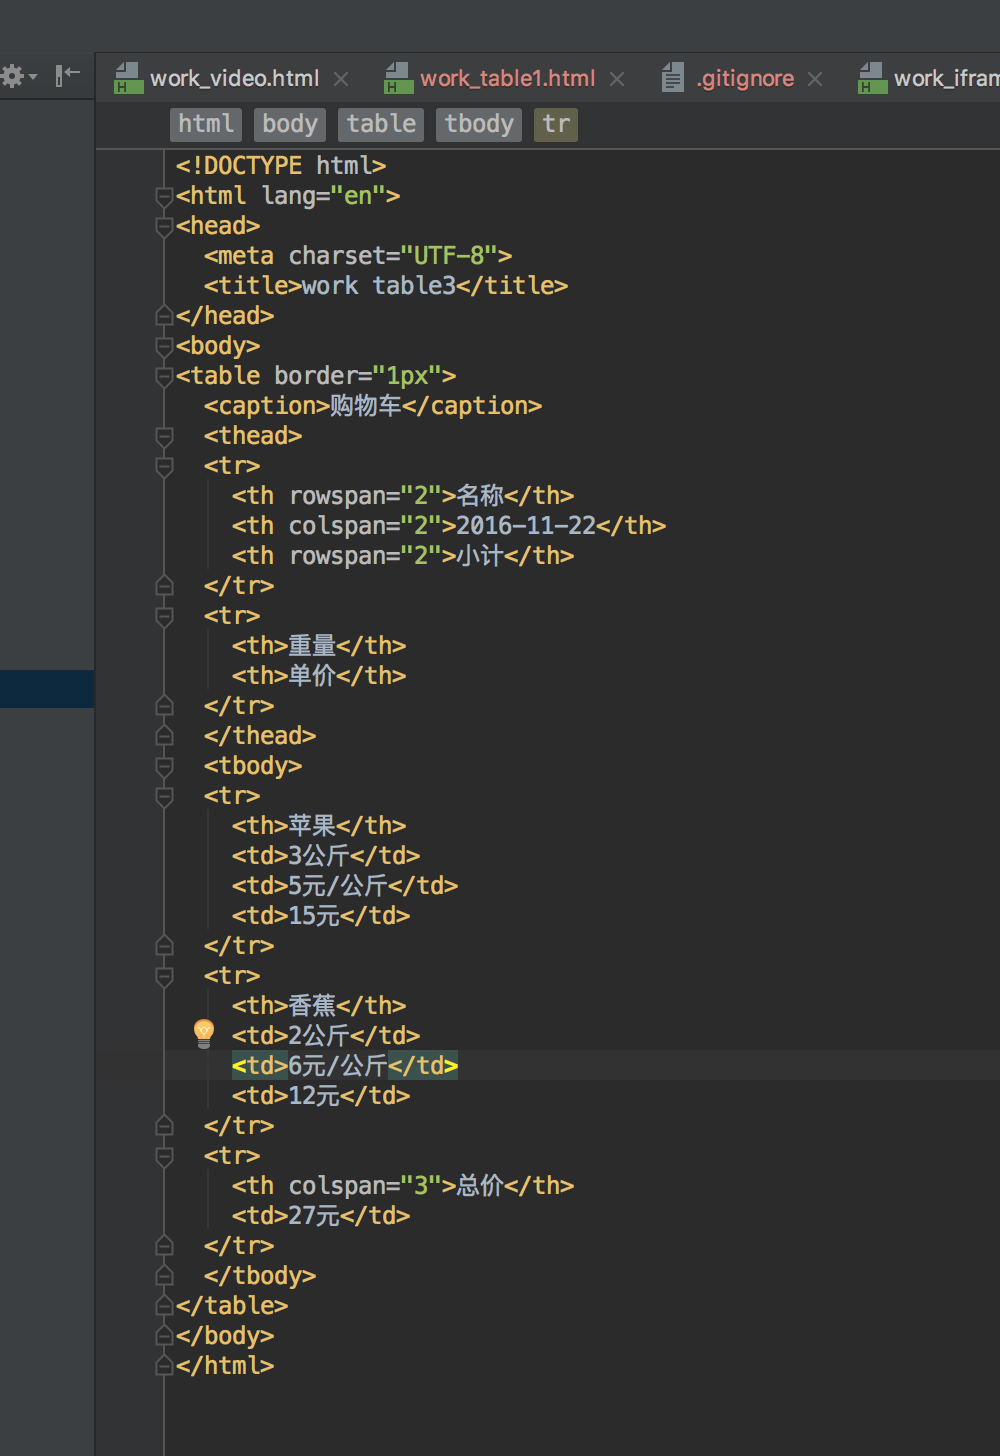 work_video.html work_table1.html .gitignore work_ifram
html body table tbody tr
<!DOCTYPE html>
<html lang="en">
<head>
<meta charset="UTF-8">
<title>work table3</title>
</head>
<body>
<table border="1px">
<caption>购物车</caption>
<thead>
<tr>
<th rowspan="2">名称</th>
<th colspan="2">2016-11-22</th>
<th rowspan="2">小计</th>
</tr>
<tr>
<th>重量</th>
<th>单价</th>
</tr>
</thead>
<tbody>
<tr>
<th>苹果</th>
<td>3公斤</td>
<td>5元/公斤</td>
<td>15元</td>
</tr>
<tr>
<th>香蕉</th>
<td>2公斤</td>
<td>6元/公斤</td>
<td>12元</td>
</tr>
<tr>
<th colspan="3">总价</th>
<td>27元</td>
</tr>
</tbody>
</table>
</body>
</html>